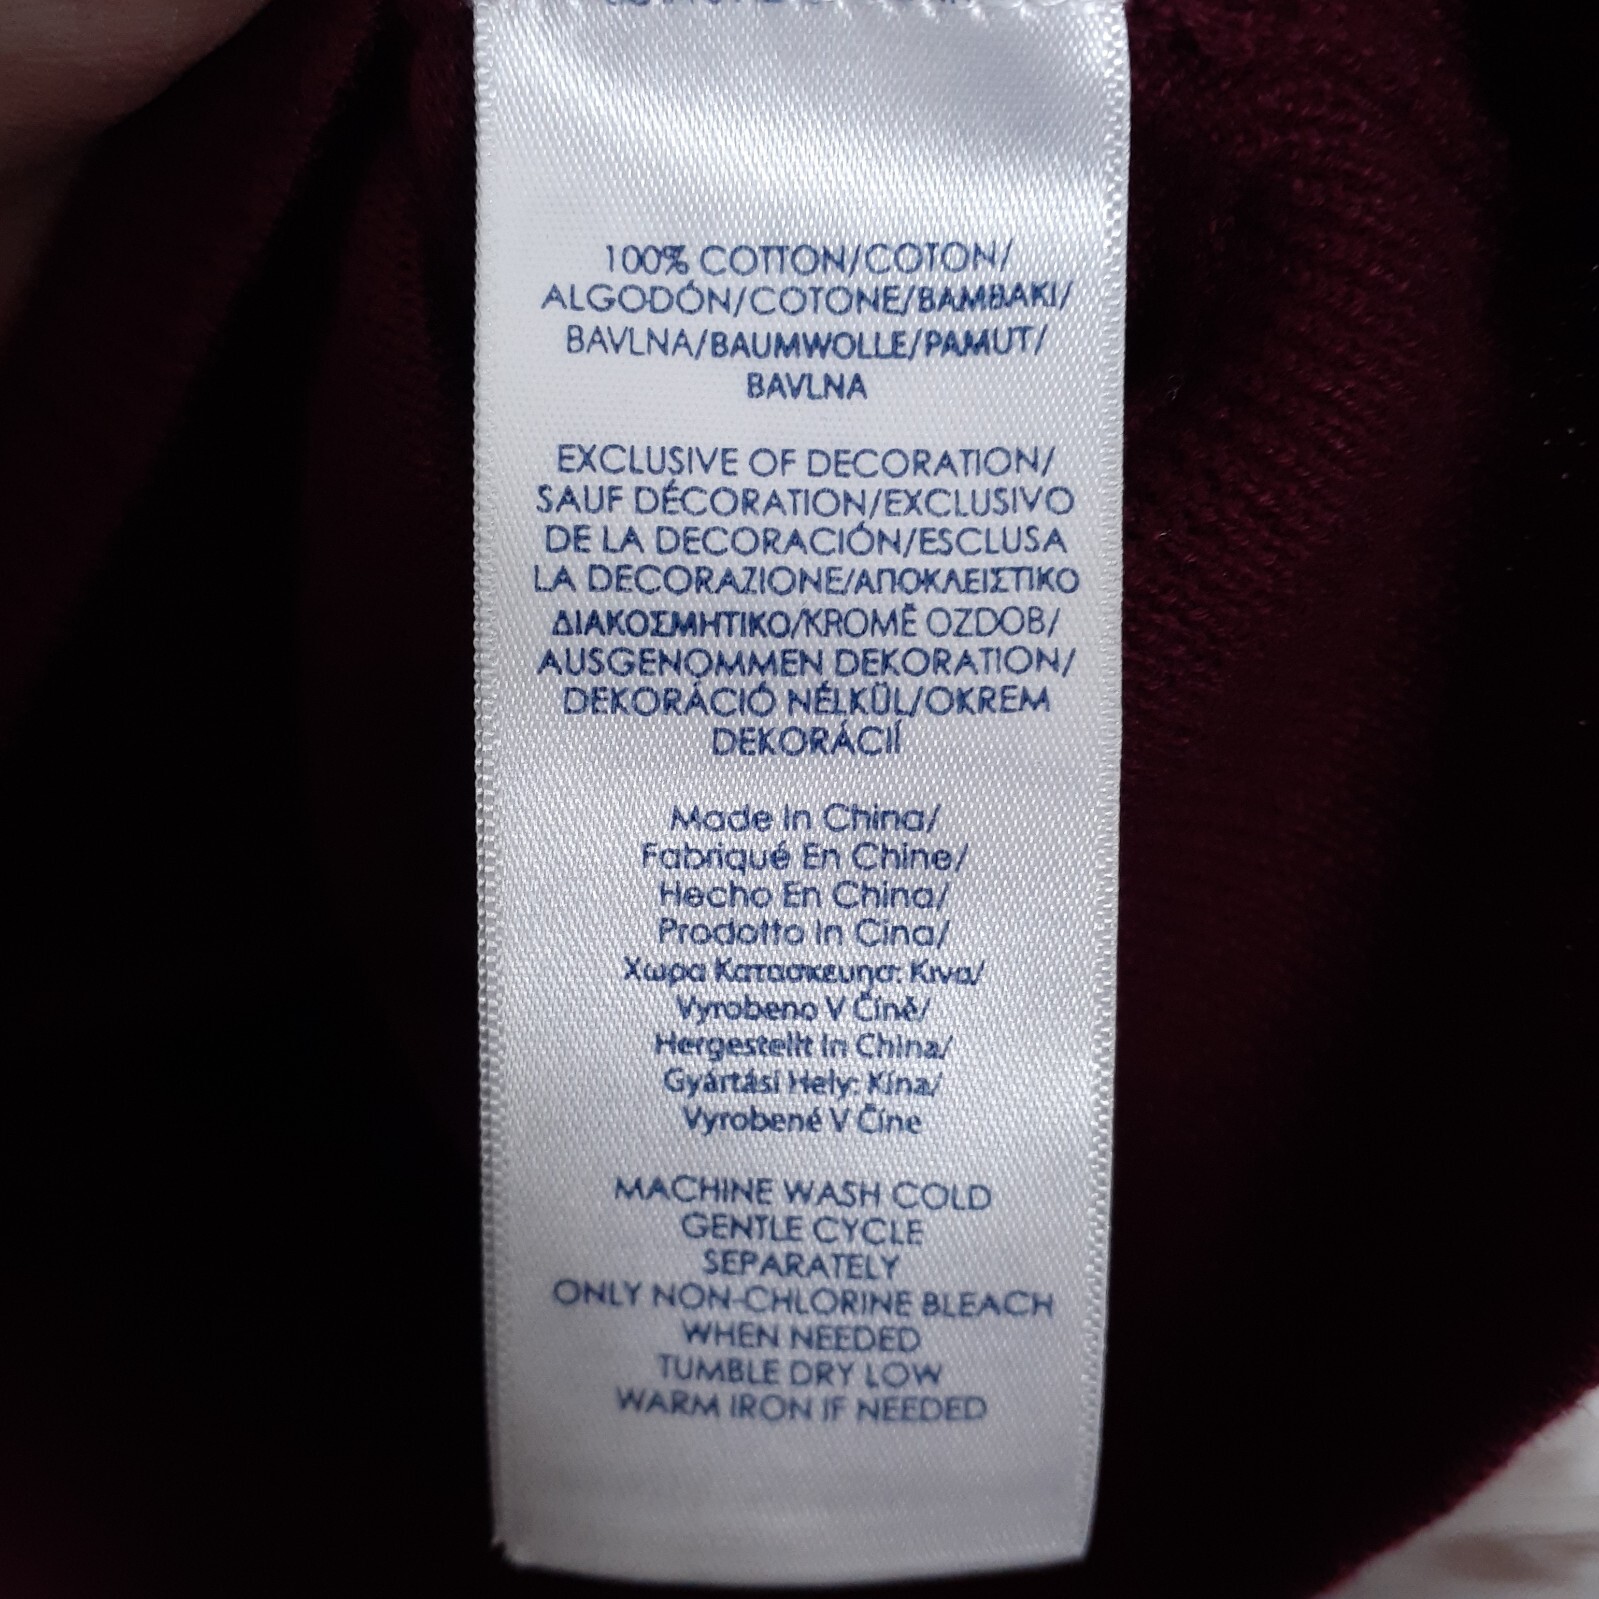 100% COTTON/COTON/
ALGODÓN/COTONE/ΒΑΜΒΑΚΙ/
BAVLNA/BAUMWOLLE/PAMUT/
BAVLNA
EXCLUSIVE OF DECORATION/
SAUF DÉCORATION/EXCLUSIVO
DE LA DECORACIÓN/ESCLUSA
LA DECORAZIONE/ΑΠΟΚΛΕΙΣΤΙΚΟ
ΔΙΑΚΟΣΜΗΤΙΚΟ/KROMĚ OZDOB/
AUSGENOMMEN DEKORATION/
DEKORÁCIÓ NÉLKÜL/OKREM
DEKORÁCIÍ
Made In China/
Fabriqué En Chine/
Hecho En China/
Prodotto In Cina/
Χωρα Κατασκευησ: Κινα/
Vyrobeno V Číně/
Hergestellt In China/
Gyártási Hely: Kína/
Vyrobené V Číne
MACHINE WASH COLD
GENTLE CYCLE
SEPARATELY
ONLY NON-CHLORINE BLEACH
WHEN NEEDED
TUMBLE DRY LOW
WARM IRON IF NEEDED